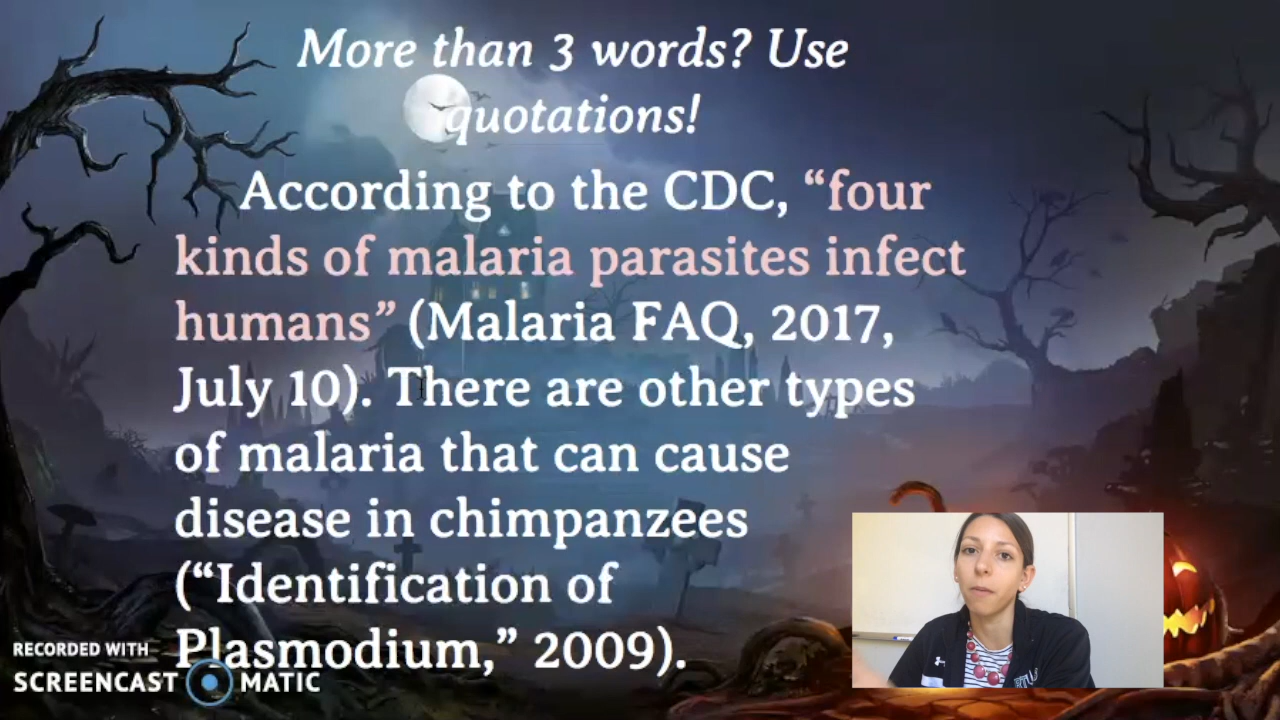 More than 3 words? Use
quotations!
According to the CDC, “four
kinds of malaria parasites infect
humans” (Malaria FAQ, 2017,
July 10). There are other types
of malaria that can cause
disease in chimpanzees
(“Identification of
Plasmodium,” 2009).
RECORDED WITH
SCREENCAST MATIC